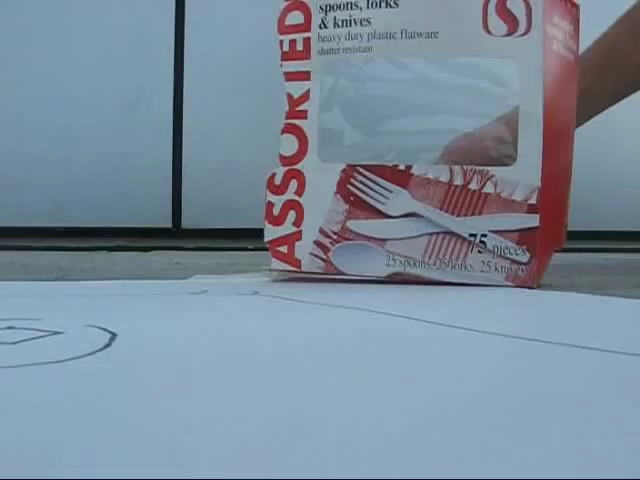 ASSORTED
spoons, forks
& knives
heavy duty plastic flatware
shatter resistant
75 pieces
25 spoons, 25 forks, 25 knives